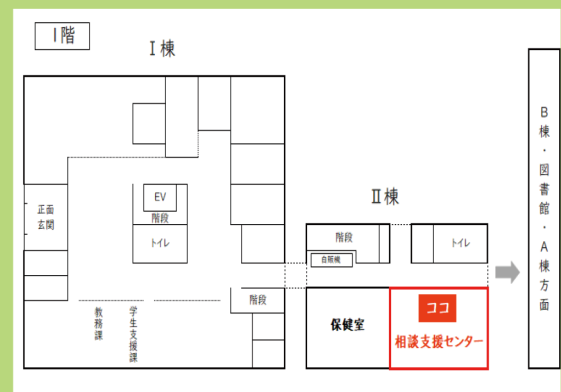 1階
Ⅰ棟
EV
階段
トイレ
正面
玄関
階段
教務課
学生支援課
Ⅱ棟
階段
自照機
トイレ
保健室
ココ
相談支援センター
B棟・図書館・A棟方面